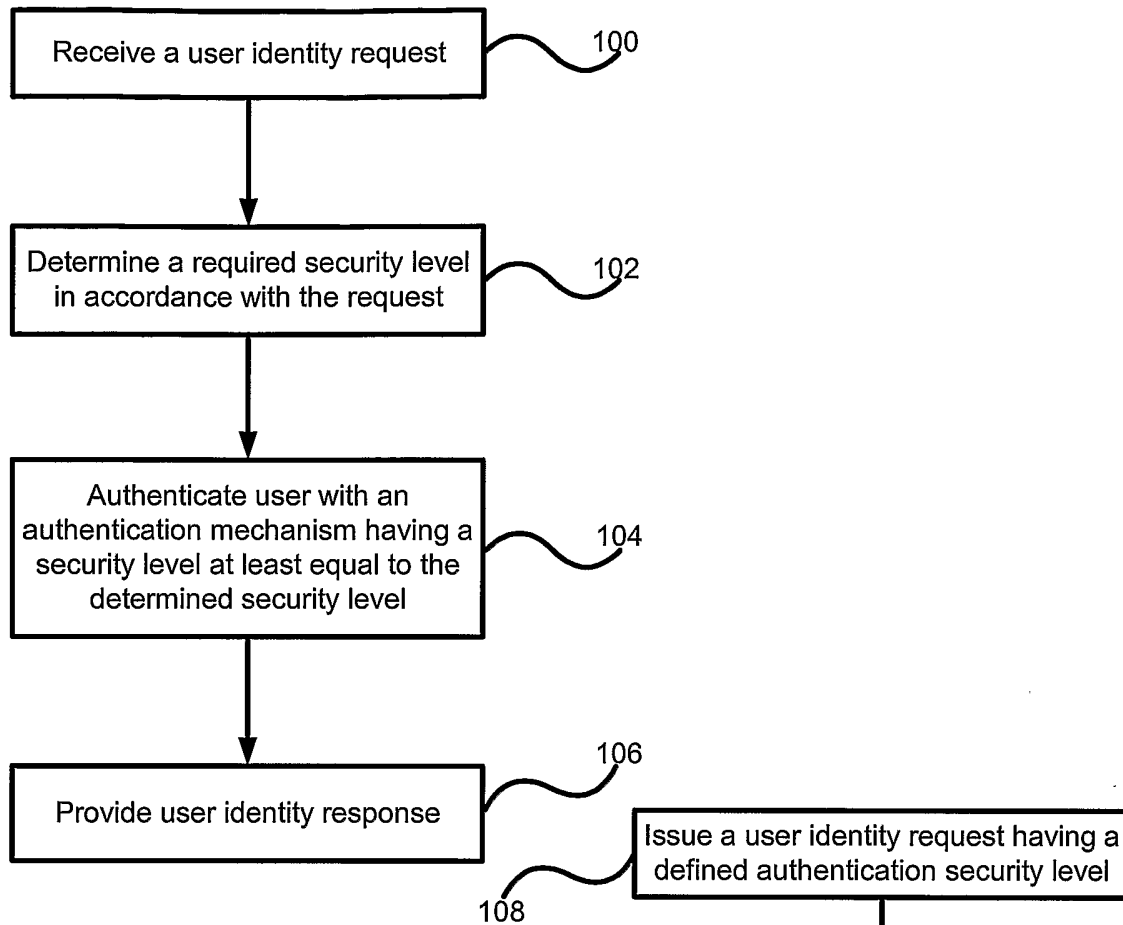 Receive a user identity request
100
Determine a required security level
in accordance with the request
102
Authenticate user with an
authentication mechanism having a
security level at least equal to the
determined security level
104
Provide user identity response
106
Issue a user identity request having a
defined authentication security level
108